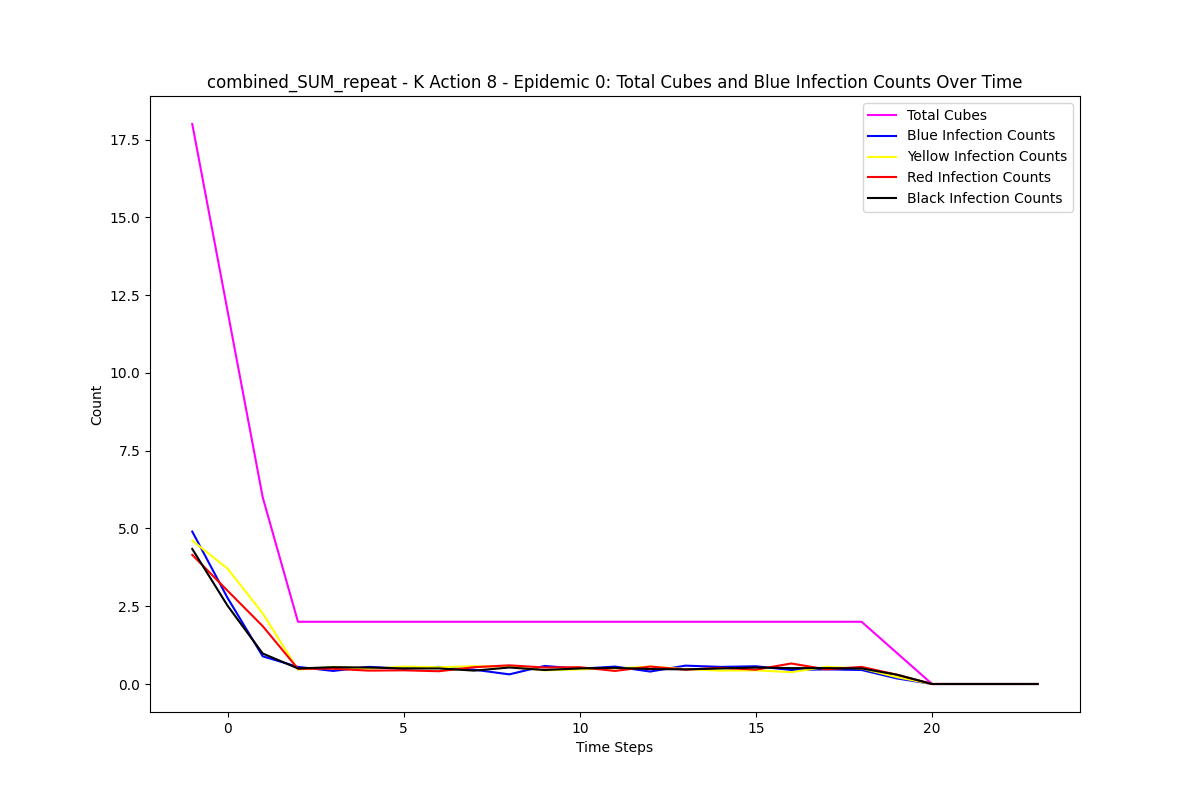 combined_SUM_repeat - K Action 8 - Epidemic 0: Total Cubes and Blue Infection Counts Over Time
Total Cubes
Blue Infection Counts
Yellow Infection Counts
Red Infection Counts
Black Infection Counts
Count
17.5
15.0
12.5
10.0
7.5
5.0
2.5
0.0
0 5 10 15 20
Time Steps